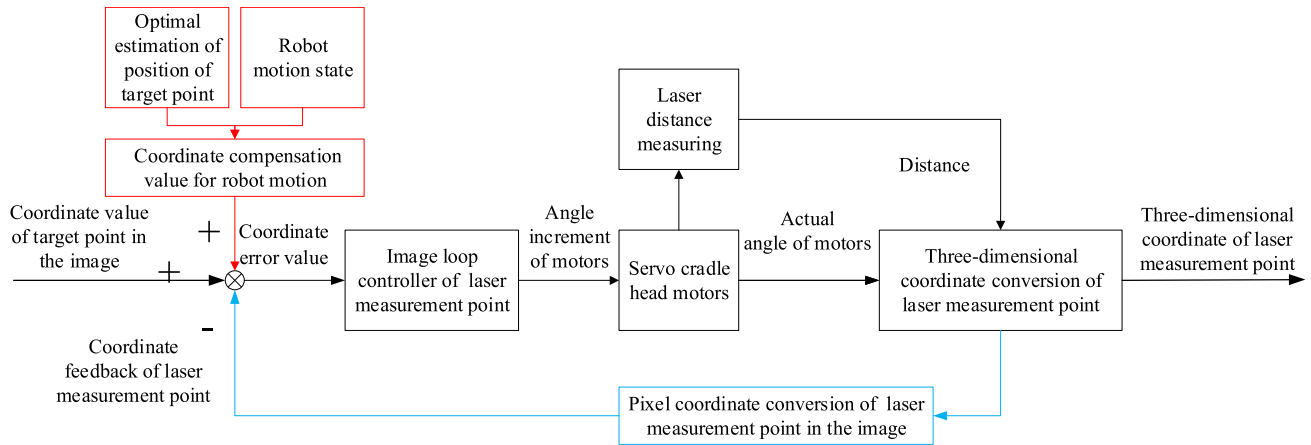 Optimal
estimation of
position of
target point
Robot
motion state
Coordinate compensation
value for robot motion
Laser
distance
measuring
Distance
Coordinate value
of target point in
the image
+
+
-
Coordinate
error value
Image loop
controller of laser
measurement point
Angle
increment
of motors
Servo cradle
head motors
Actual
angle of motors
Three-dimensional
coordinate conversion of
laser measurement point
Three-dimensional
coordinate of laser
measurement point
Coordinate
feedback of laser
measurement point
Pixel coordinate conversion of laser
measurement point in the image